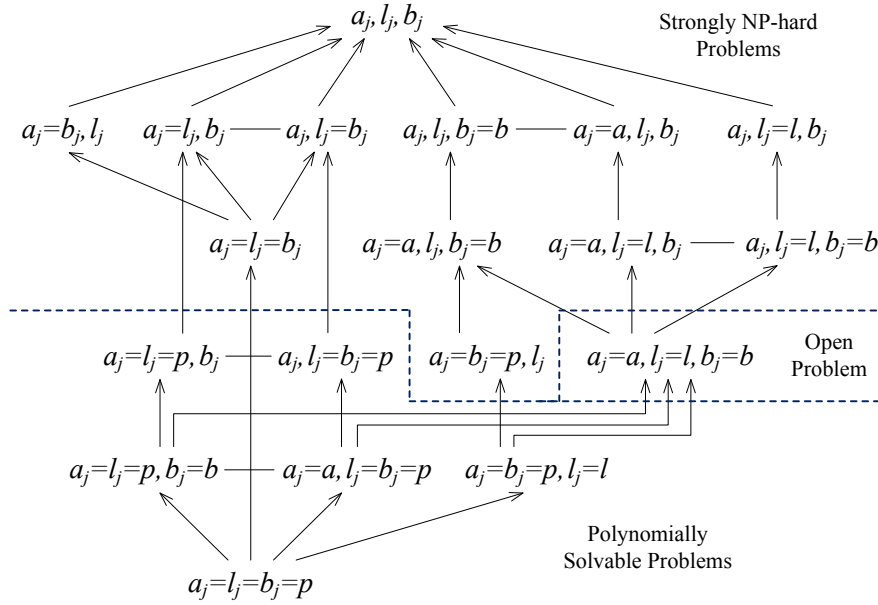 a_j, l_j, b_j
Strongly NP-hard
Problems
a_j=b_j, l_j
a_j=l_j, b_j
a_j, l_j=b_j
a_j, l_j, b_j=b
a_j=a, l_j, b_j
a_j, l_j=l, b_j
a_j=l_j=b_j
a_j=a, l_j, b_j=b
a_j=a, l_j=l, b_j
a_j, l_j=l, b_j=b
a_j=l_j=p, b_j
a_j, l_j=b_j=p
a_j=b_j=p, l_j
a_j=a, l_j=l, b_j=b
Open
Problem
a_j=l_j=p, b_j=b
a_j=a, l_j=b_j=p
a_j=b_j=p, l_j=l
Polynomially
Solvable Problems
a_j=l_j=b_j=p